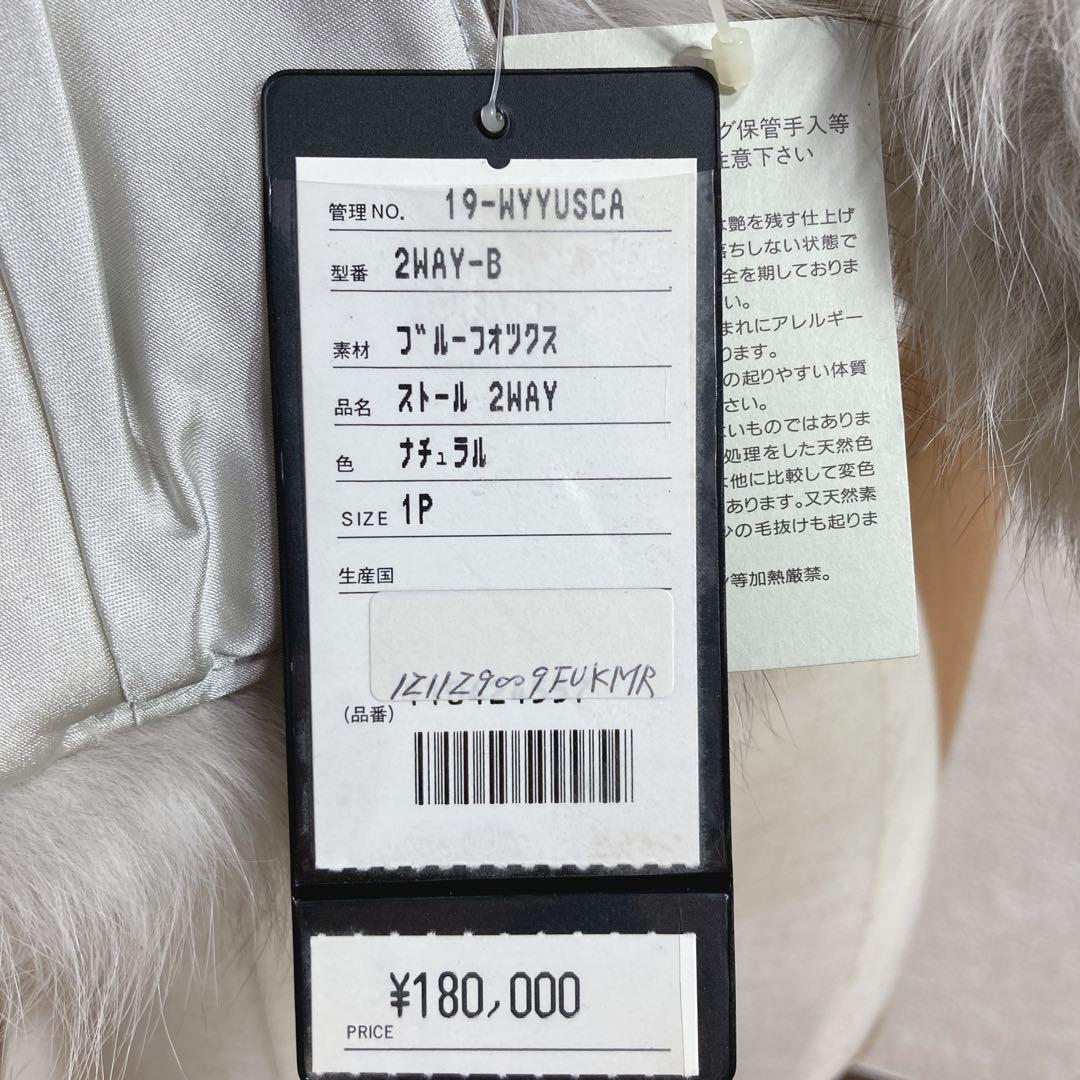 管理NO. 19-WYYUSCA
型番 2WAY-B
素材 ブルーフオツクス
品名 ストール 2WAY
色 ナチュラル
SIZE 1P
生産国
(品番)
¥180,000
PRICE
グ保管手入等
注意下さい
艶を残す仕上げ
落ちしない状態で
全を期しておりま
い。
まれにアレルギー
ります。
の起りやすい体質
さい。
いものではありま
処理をした天然色
他に比較して変色
あります。又天然素
少の毛抜けも起りま
等加熱厳禁。